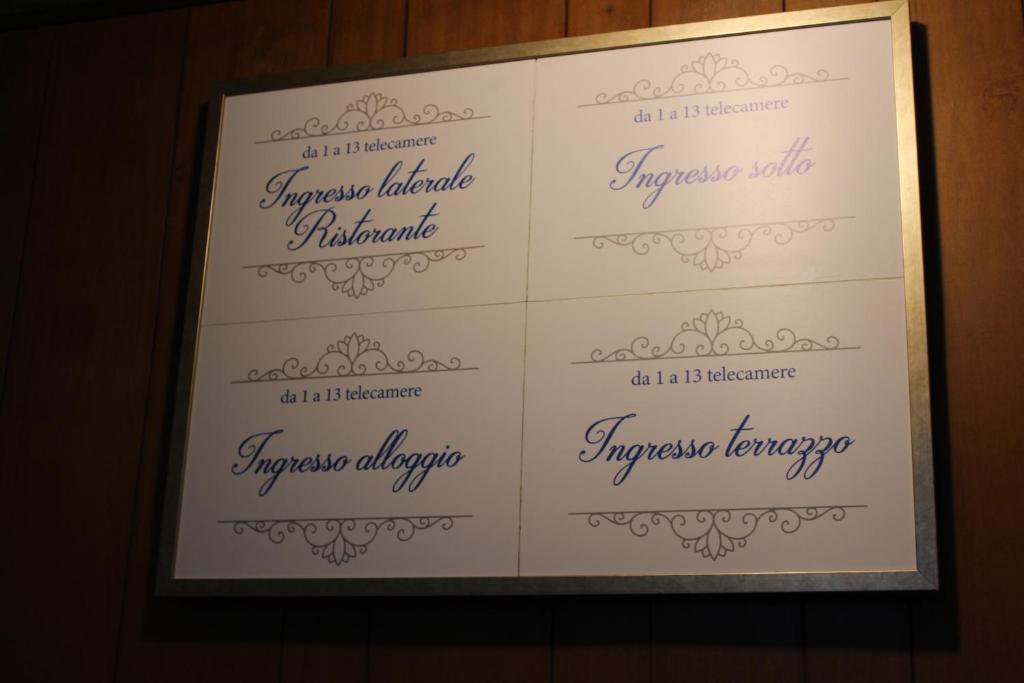 da 1 a 13 telecamere
Ingresso laterale
Ristorante
da 1 a 13 telecamere
Ingresso sotto
da 1 a 13 telecamere
Ingresso alloggio
da 1 a 13 telecamere
Ingresso terrazzo